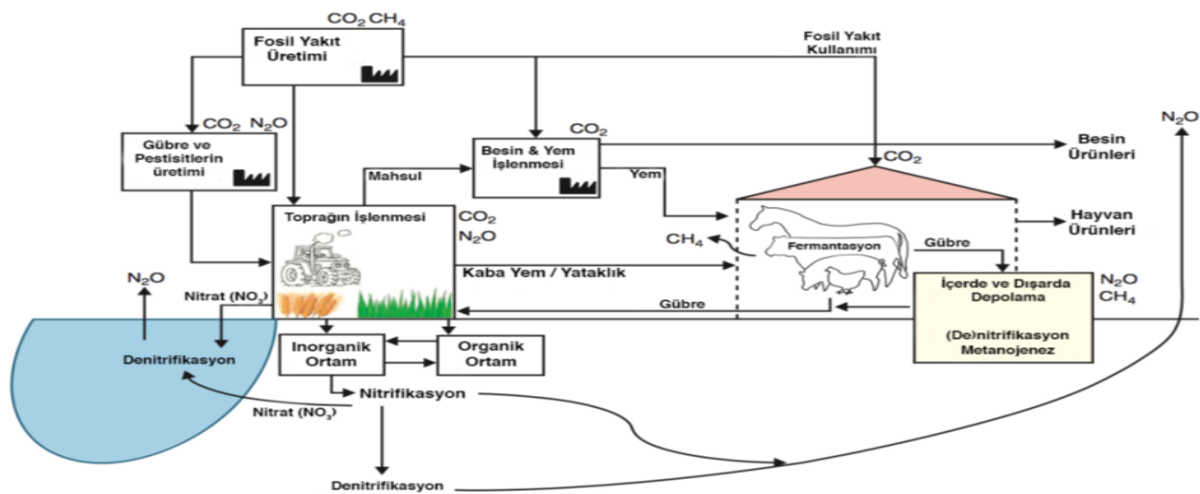 CO₂ CH₄
Fosil Yakıt
Üretimi
Fosil Yakıt
Kullanımı
N₂O
CO₂ N₂O
Gübre ve
Pestisitlerin
üretimi
CO₂
Besin & Yem
İşlenmesi
Besin
Ürünleri
CO₂
Mahsul
Yem
Toprağın İşlenmesi
CO₂
N₂O
CH₄
Fermantasyon
Gübre
Hayvan
Ürünleri
Kaba Yem / Yataklık
N₂O
Nitrat (NO₃)
Gübre
İçerde ve Dışarda
Depolama
(De)nitrifikasyon
Metanojenez
N₂O
CH₄
Denitrifikasyon
Inorganik
Ortam
Organik
Ortam
Nitrifikasyon
Nitrat (NO₃)
Denitrifikasyon